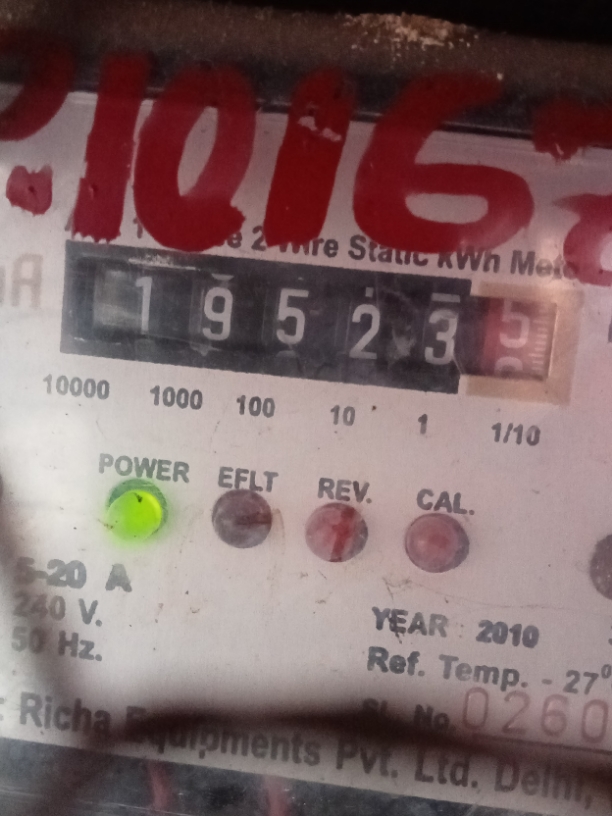 1016
2 Wire Static kWh Mete
1 9 5 2 3 5
10000 1000 100 10 1 1/10
POWER EFLT REV. CAL.
5-20 A
240 V.
50 Hz.
YEAR : 2010
Ref. Temp. - 27°
Sl. No. 0260
: Richa Equipments Pvt. Ltd. Delhi,